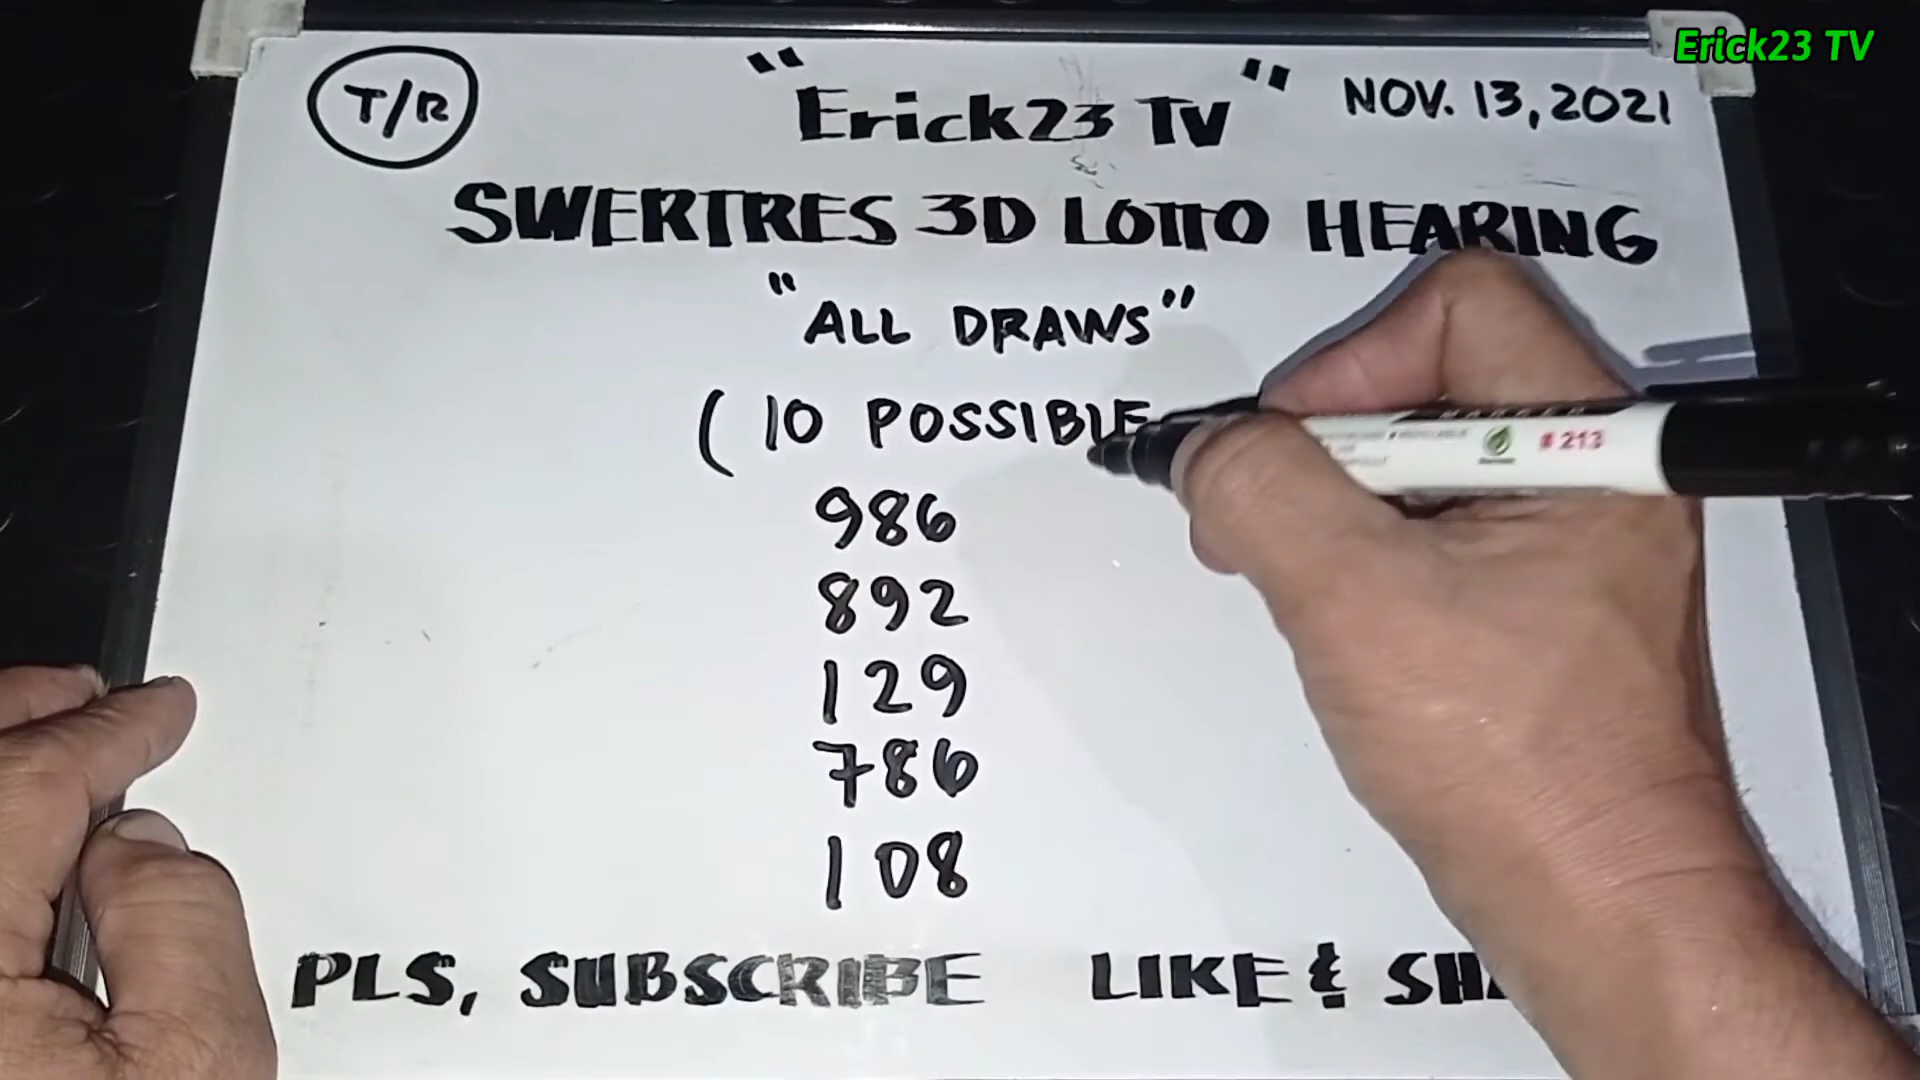 Erick23 TV
T/R
"Erick23 TV"
NOV. 13, 2021
SWERTRES 3D LOTTO HEARING
"ALL DRAWS"
( 10 POSSIBLE
# 213
986
892
129
786
108
PLS, SUBSCRIBE LIKE &